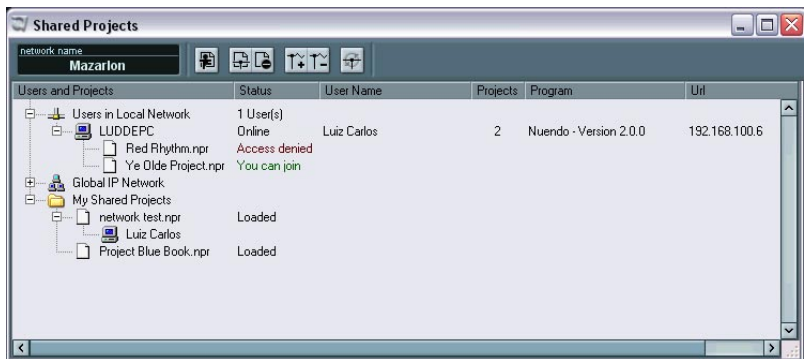 Shared Projects
network name
Mazarlon
Users and Projects Status User Name Projects Program Url
Users in Local Network 1 User(s)
LUDDEPC Online Luiz Carlos 2 Nuendo - Version 2.0.0 192.168.100.6
Red Rhythm.npr Access denied
Ye Olde Project.npr You can join
Global IP Network
My Shared Projects
network test.npr Loaded
Luiz Carlos
Project Blue Book.npr Loaded